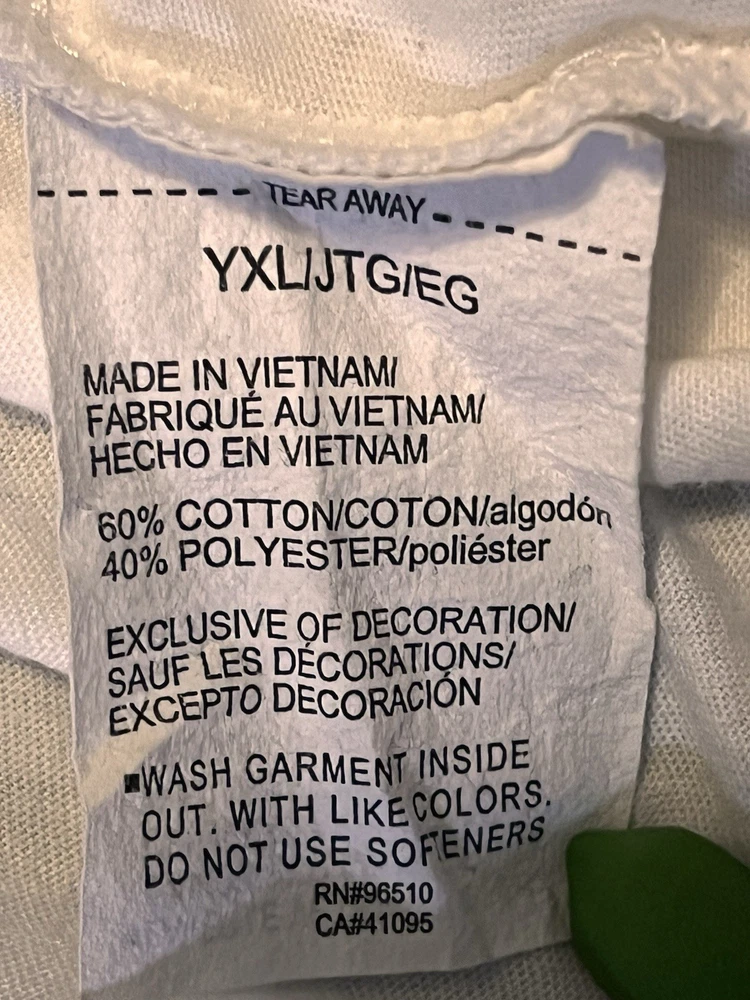 TEAR AWAY
YXL/JTG/EG
MADE IN VIETNAM/
FABRIQUÉ AU VIETNAM/
HECHO EN VIETNAM
60% COTTON/COTON/algodón
40% POLYESTER/poliéster
EXCLUSIVE OF DECORATION/
SAUF LES DÉCORATIONS/
EXCEPTO DECORACIÓN
▪WASH GARMENT INSIDE
OUT. WITH LIKE COLORS.
DO NOT USE SOFTENERS
RN#96510
CA#41095